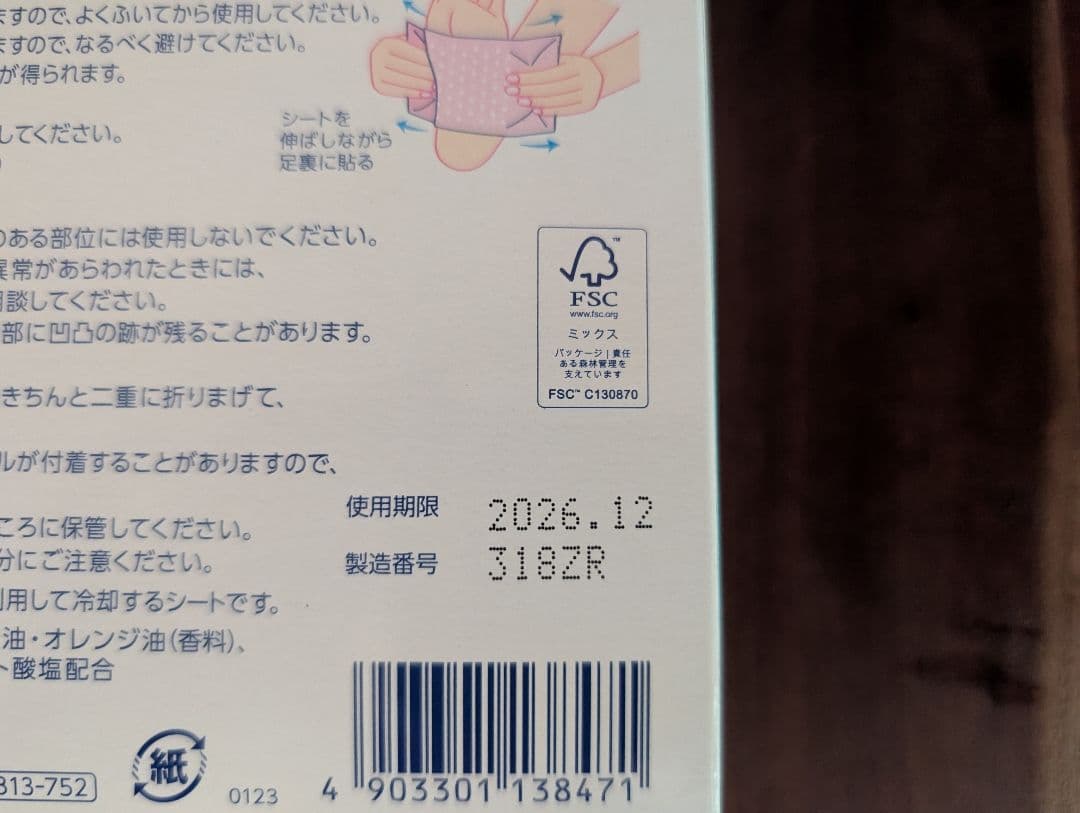 ますので、よくふいてから使用してください。
ますので、なるべく避けてください。
が得られます。
してください。
シートを
伸ばしながら
足裏に貼る
のある部位には使用しないでください。
異常があらわれたときには、
談してください。
部に凹凸の跡が残ることがあります。
きちんと二重に折りまげて、
ルが付着することがありますので、
ころに保管してください。
分にご注意ください。
用して冷却するシートです。
油・オレンジ油(香料)、
ト酸塩配合
FSC
™
www.fsc.org
ミックス
パッケージ|責任
ある森林管理を
支えています
FSC™ C130870
使用期限 2026.12
製造番号 318ZR
813-752
紙
0123
4 903301 138471